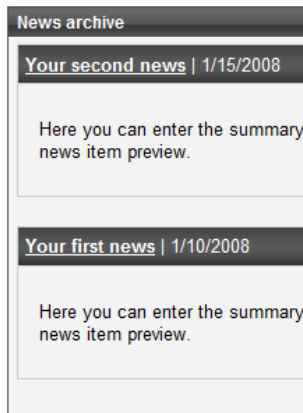 News archive
Your second news | 1/15/2008
Here you can enter the summary
news item preview.
Your first news | 1/10/2008
Here you can enter the summary
news item preview.